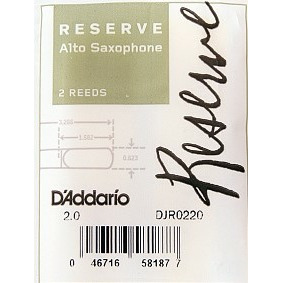 RESERVE
Alto Saxophone
2 REEDS
Reserve
D'Addario
2.0 DJR0220
0 46716 58187 7